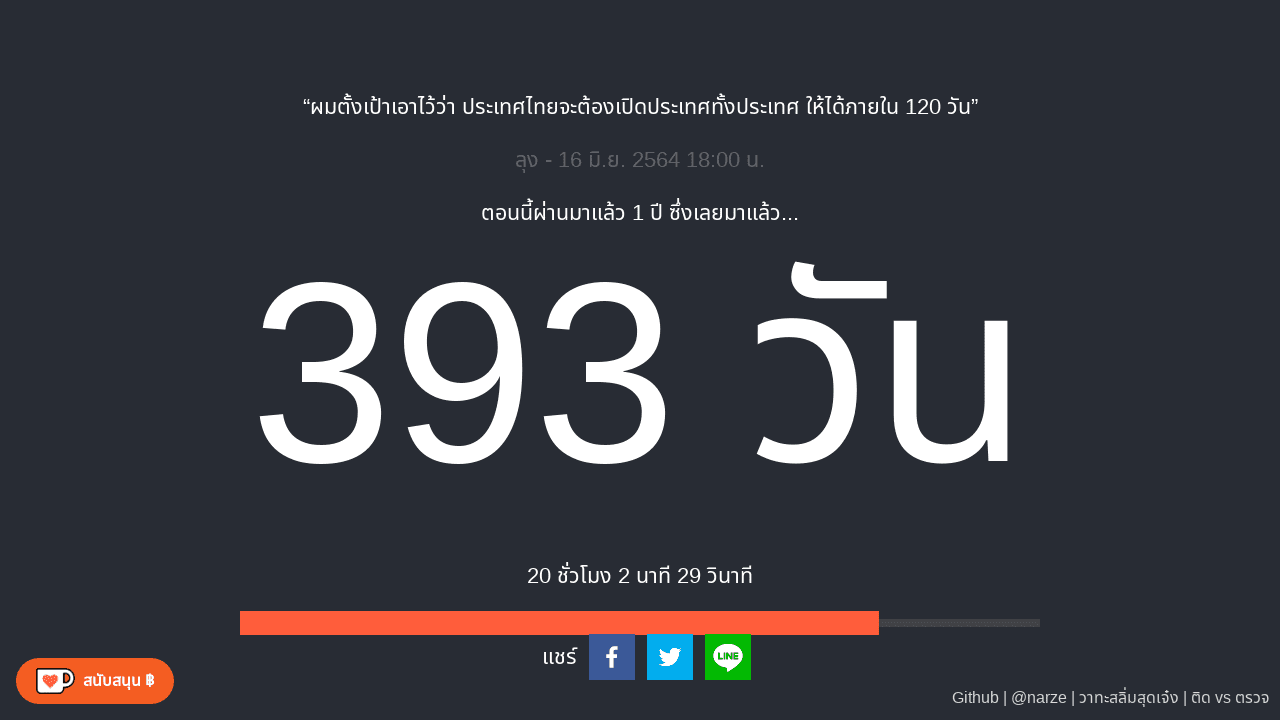 “ผมตั้งเป้าเอาไว้ว่า ประเทศไทยจะต้องเปิดประเทศทั้งประเทศ ให้ได้ภายใน 120 วัน”
ลุง - 16 มิ.ย. 2564 18:00 น.
ตอนนี้ผ่านมาแล้ว 1 ปี ซึ่งเลยมาแล้ว...
393 วัน
20 ชั่วโมง 2 นาที 29 วินาที
แชร์
LINE
สนับสนุน ฿
Github | @narze | วาทะสลิ่มสุดเจ๋ง | ติด vs ตรวจ